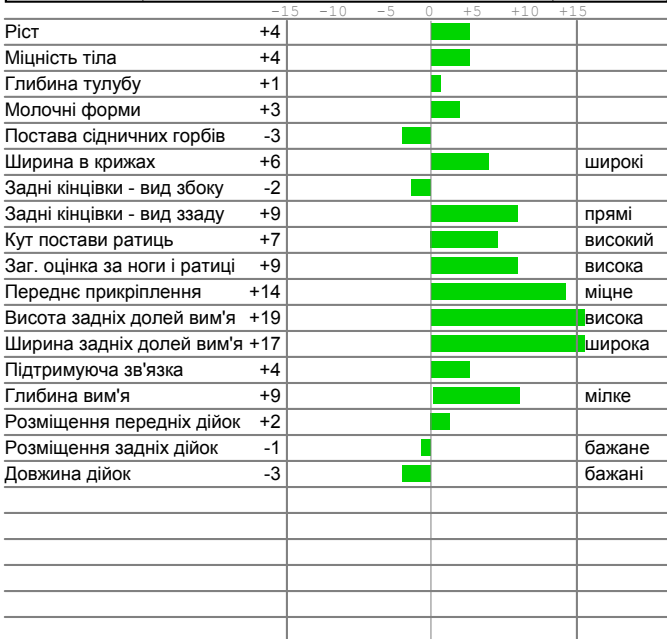 -15 -10 -5 0 +5 +10 +15
Ріст +4
Міцність тіла +4
Глибина тулубу +1
Молочні форми +3
Постава сідничних горбів -3
Ширина в крижах +6 широкі
Задні кінцівки - вид збоку -2
Задні кінцівки - вид ззаду +9 прямі
Кут постави ратиць +7 високий
Заг. оцінка за ноги і ратиці +9 висока
Переднє прикріплення +14 міцне
Висота задніх долей вим'я +19 висока
Ширина задніх долей вим'я +17 широка
Підтримуюча зв'язка +4
Глибина вим'я +9 мілке
Розміщення передніх дійок +2
Розміщення задніх дійок -1 бажане
Довжина дійок -3 бажані